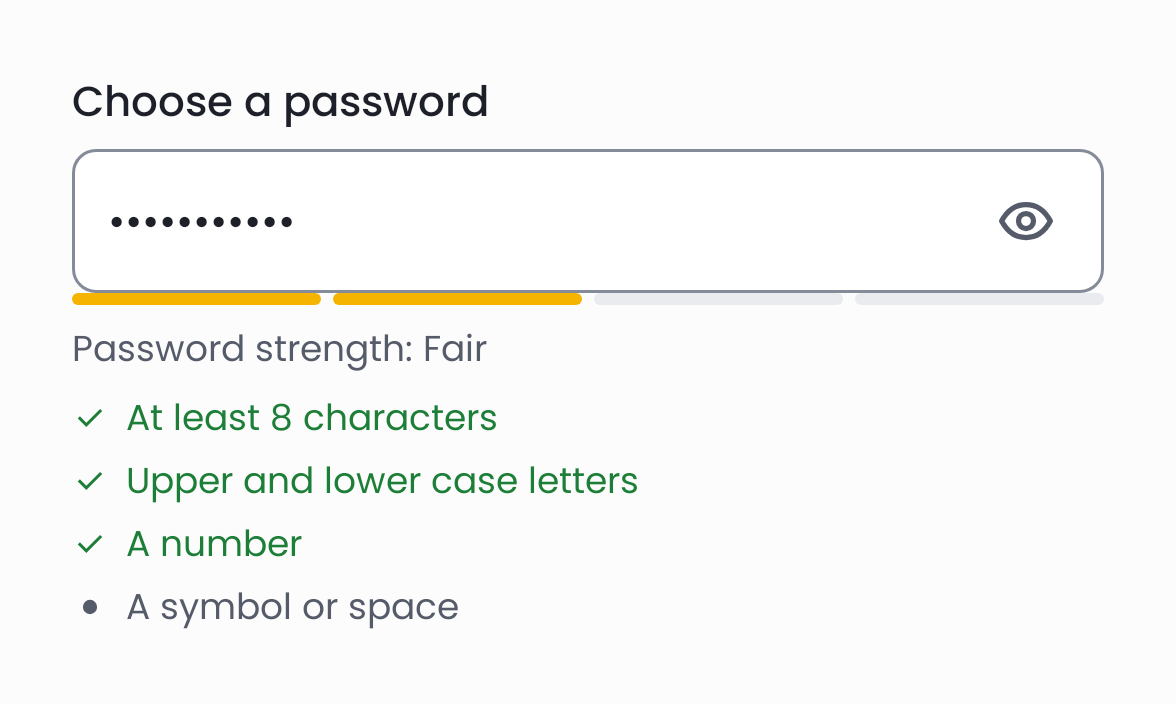 Choose a password
•••••••••••
Password strength: Fair
At least 8 characters
Upper and lower case letters
A number
A symbol or space